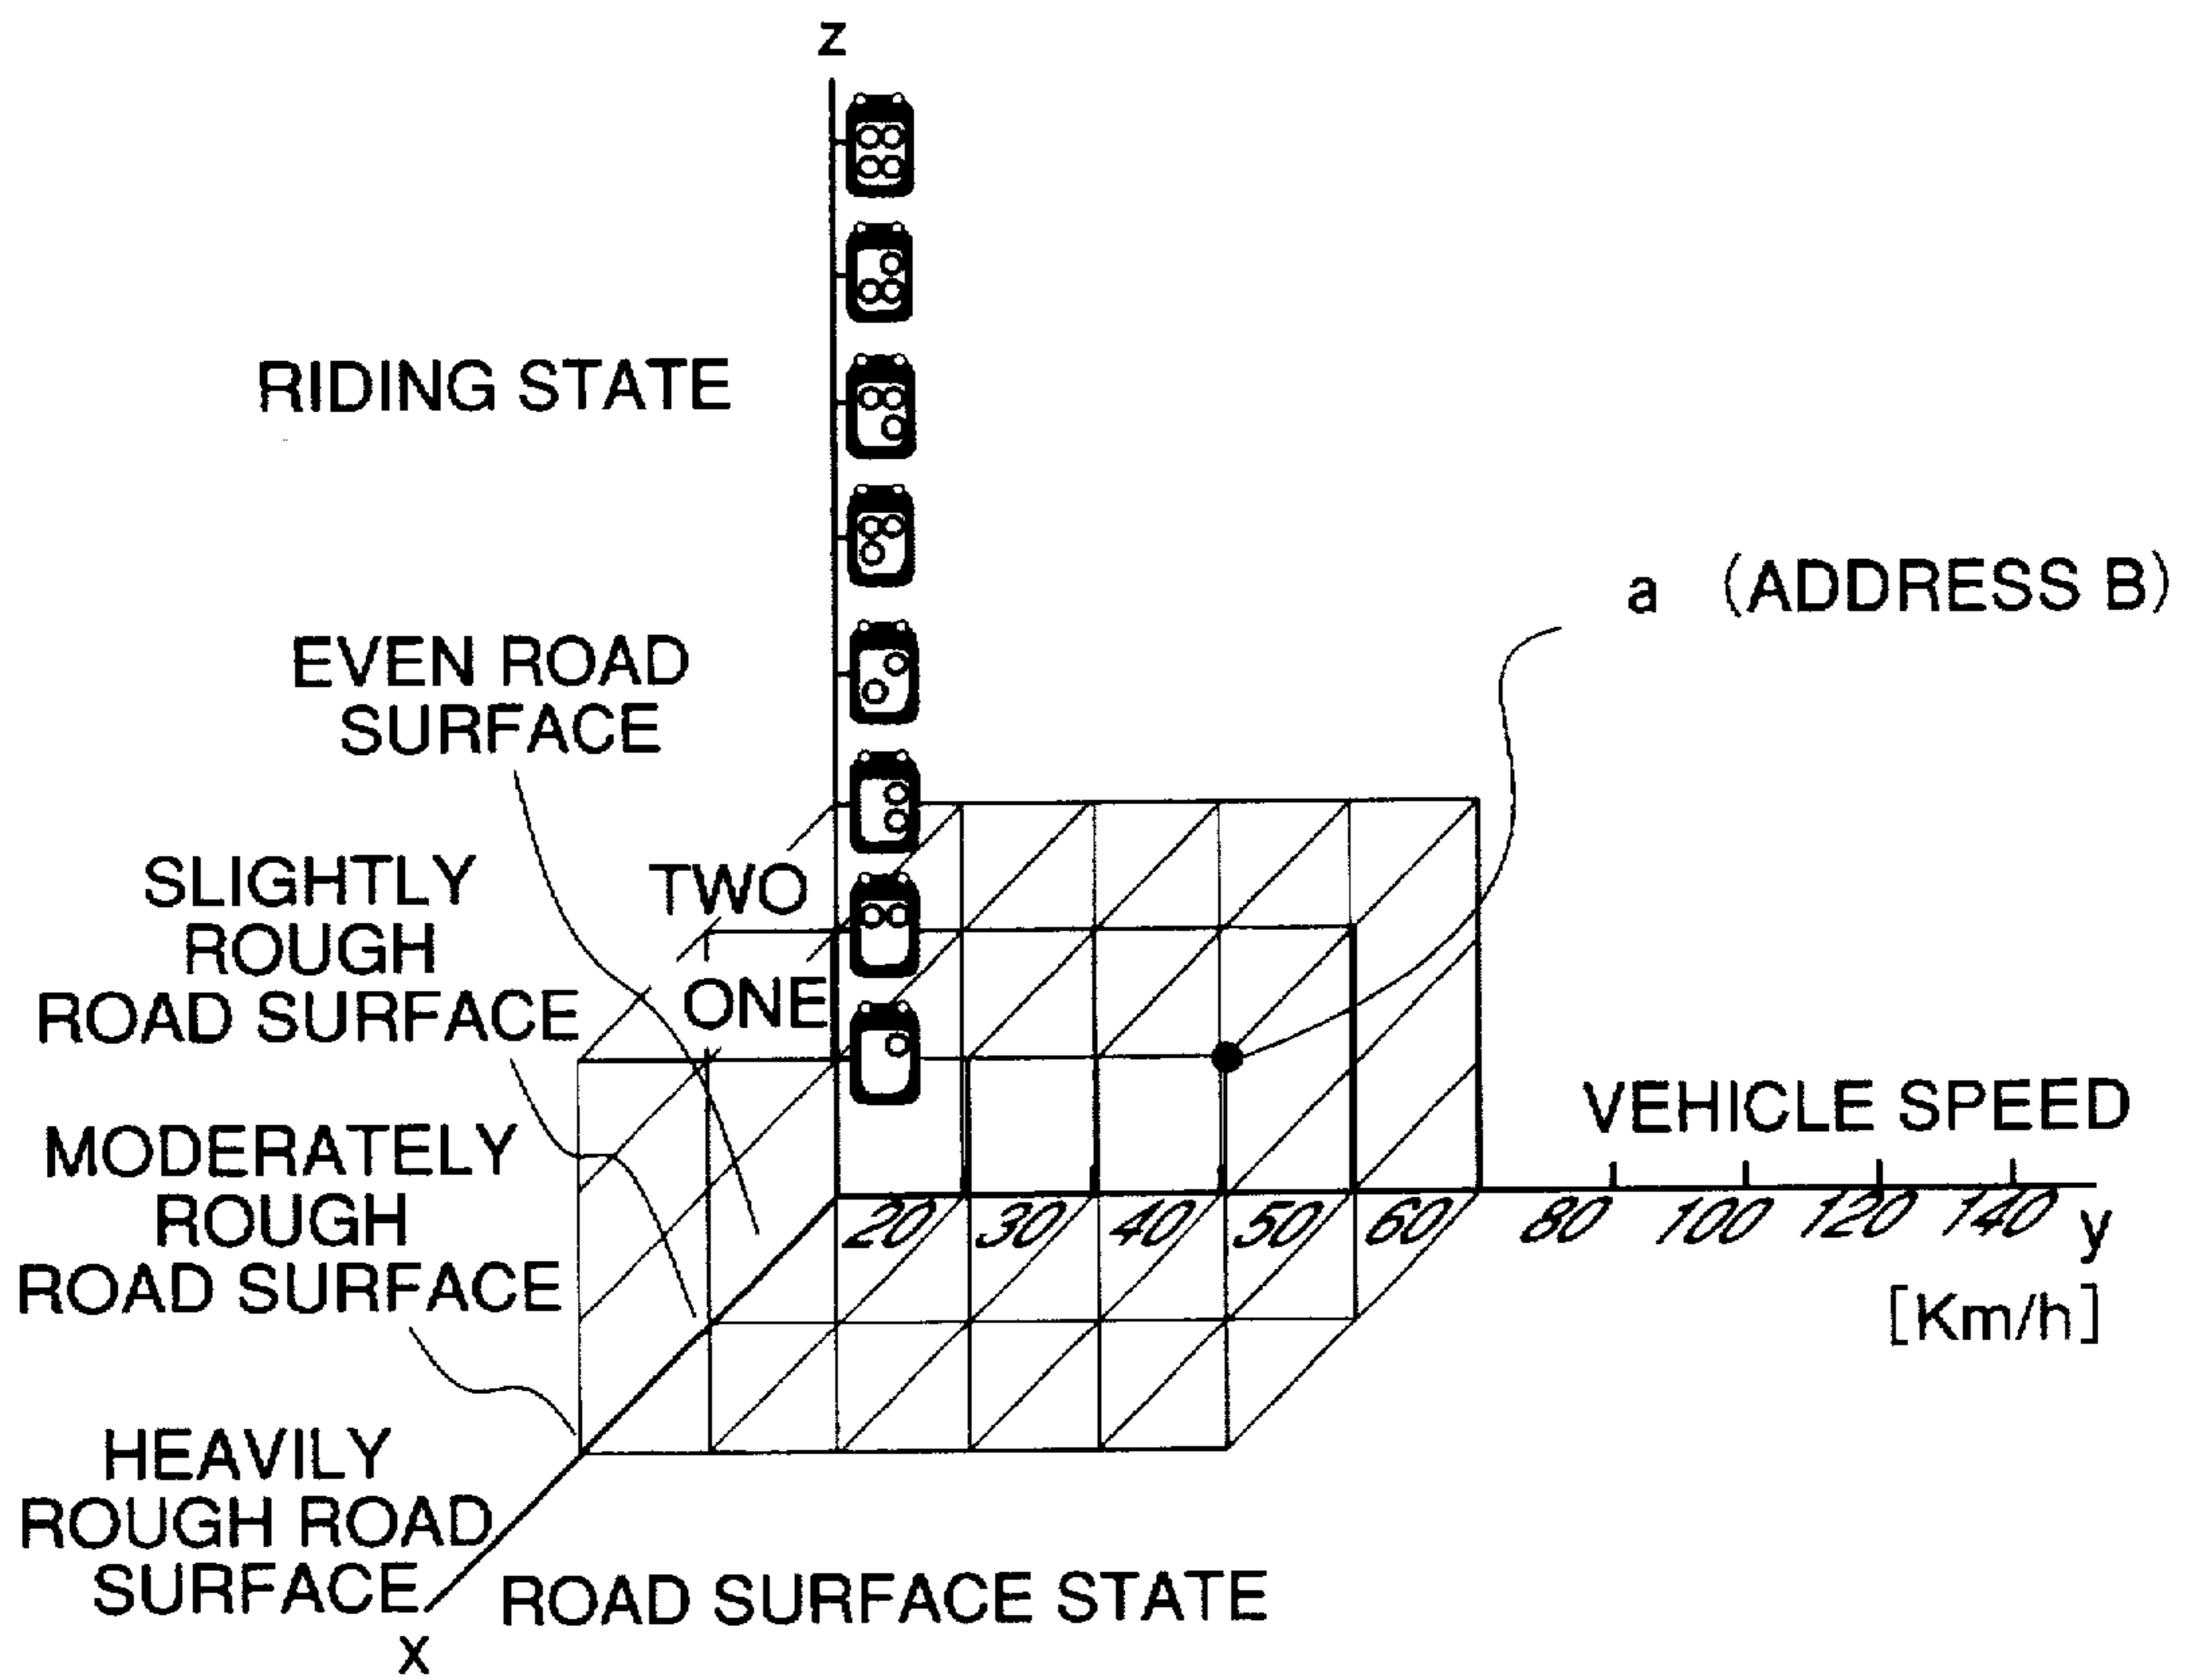 z
RIDING STATE
a (ADDRESS B)
EVEN ROAD
SURFACE
SLIGHTLY
ROUGH
ROAD SURFACE
TWO
ONE
MODERATELY
ROUGH
ROAD SURFACE
VEHICLE SPEED
20 30 40 50 60 80 100 120 140 y
[Km/h]
HEAVILY
ROUGH ROAD
SURFACE
ROAD SURFACE STATE
x